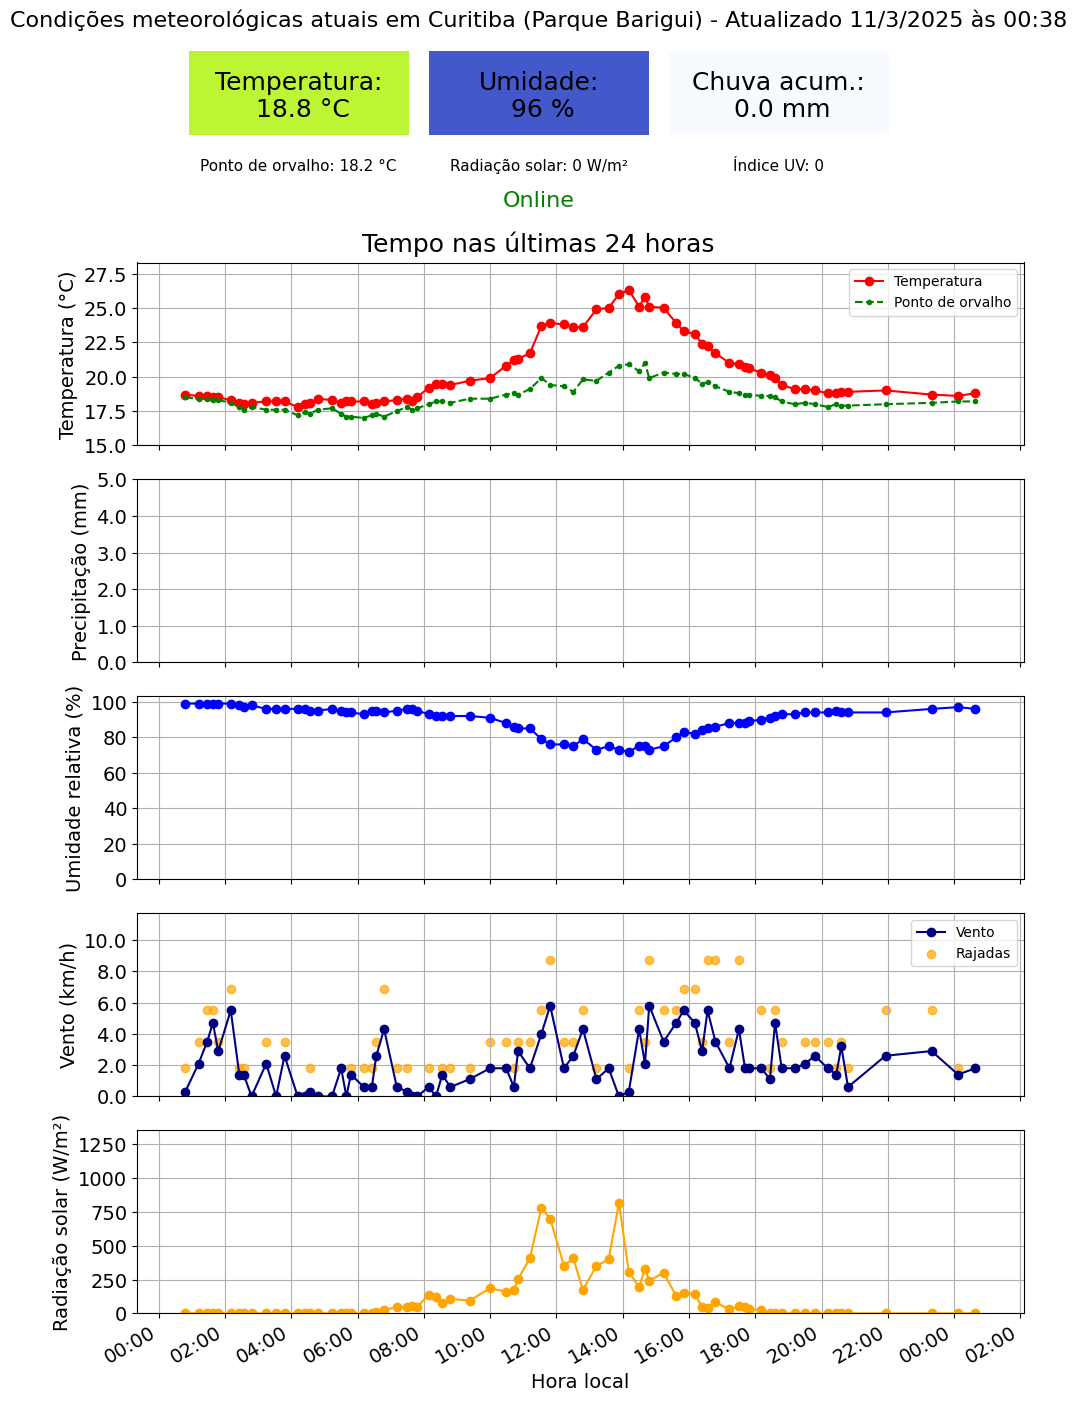 Condições meteorológicas atuais em Curitiba (Parque Barigui) - Atualizado 11/3/2025 às 00:38
Temperatura:
18.8 °C
Umidade:
96 %
Chuva acum.:
0.0 mm
Ponto de orvalho: 18.2 °C
Radiação solar: 0 W/m²
Índice UV: 0
Online
Tempo nas últimas 24 horas
Temperatura (°C)
27.5
25.0
22.5
20.0
17.5
15.0
Temperatura
Ponto de orvalho
Precipitação (mm)
5.0
4.0
3.0
2.0
1.0
0.0
Umidade relativa (%)
100
80
60
40
20
0
Vento (km/h)
10.0
8.0
6.0
4.0
2.0
0.0
Vento
Rajadas
Radiação solar (W/m²)
1250
1000
750
500
250
0
00:00
02:00
04:00
06:00
08:00
10:00
12:00
14:00
16:00
18:00
20:00
22:00
00:00
02:00
Hora local